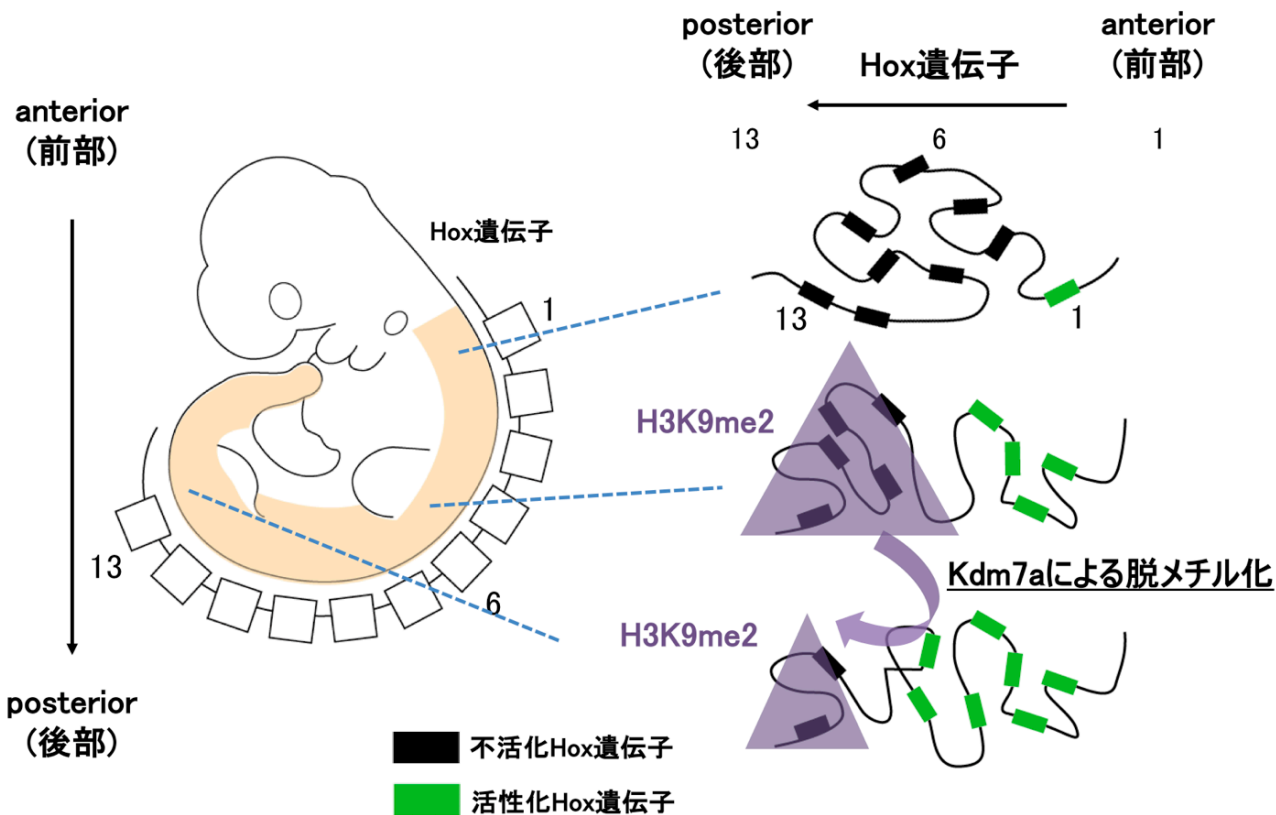 posterior
(後部)
Hox遺伝子
anterior
(前部)
13
6
1
anterior
(前部)
Hox遺伝子
1
13
1
H3K9me2
13
6
Kdm7aによる脱メチル化
H3K9me2
posterior
(後部)
不活化Hox遺伝子
活性化Hox遺伝子